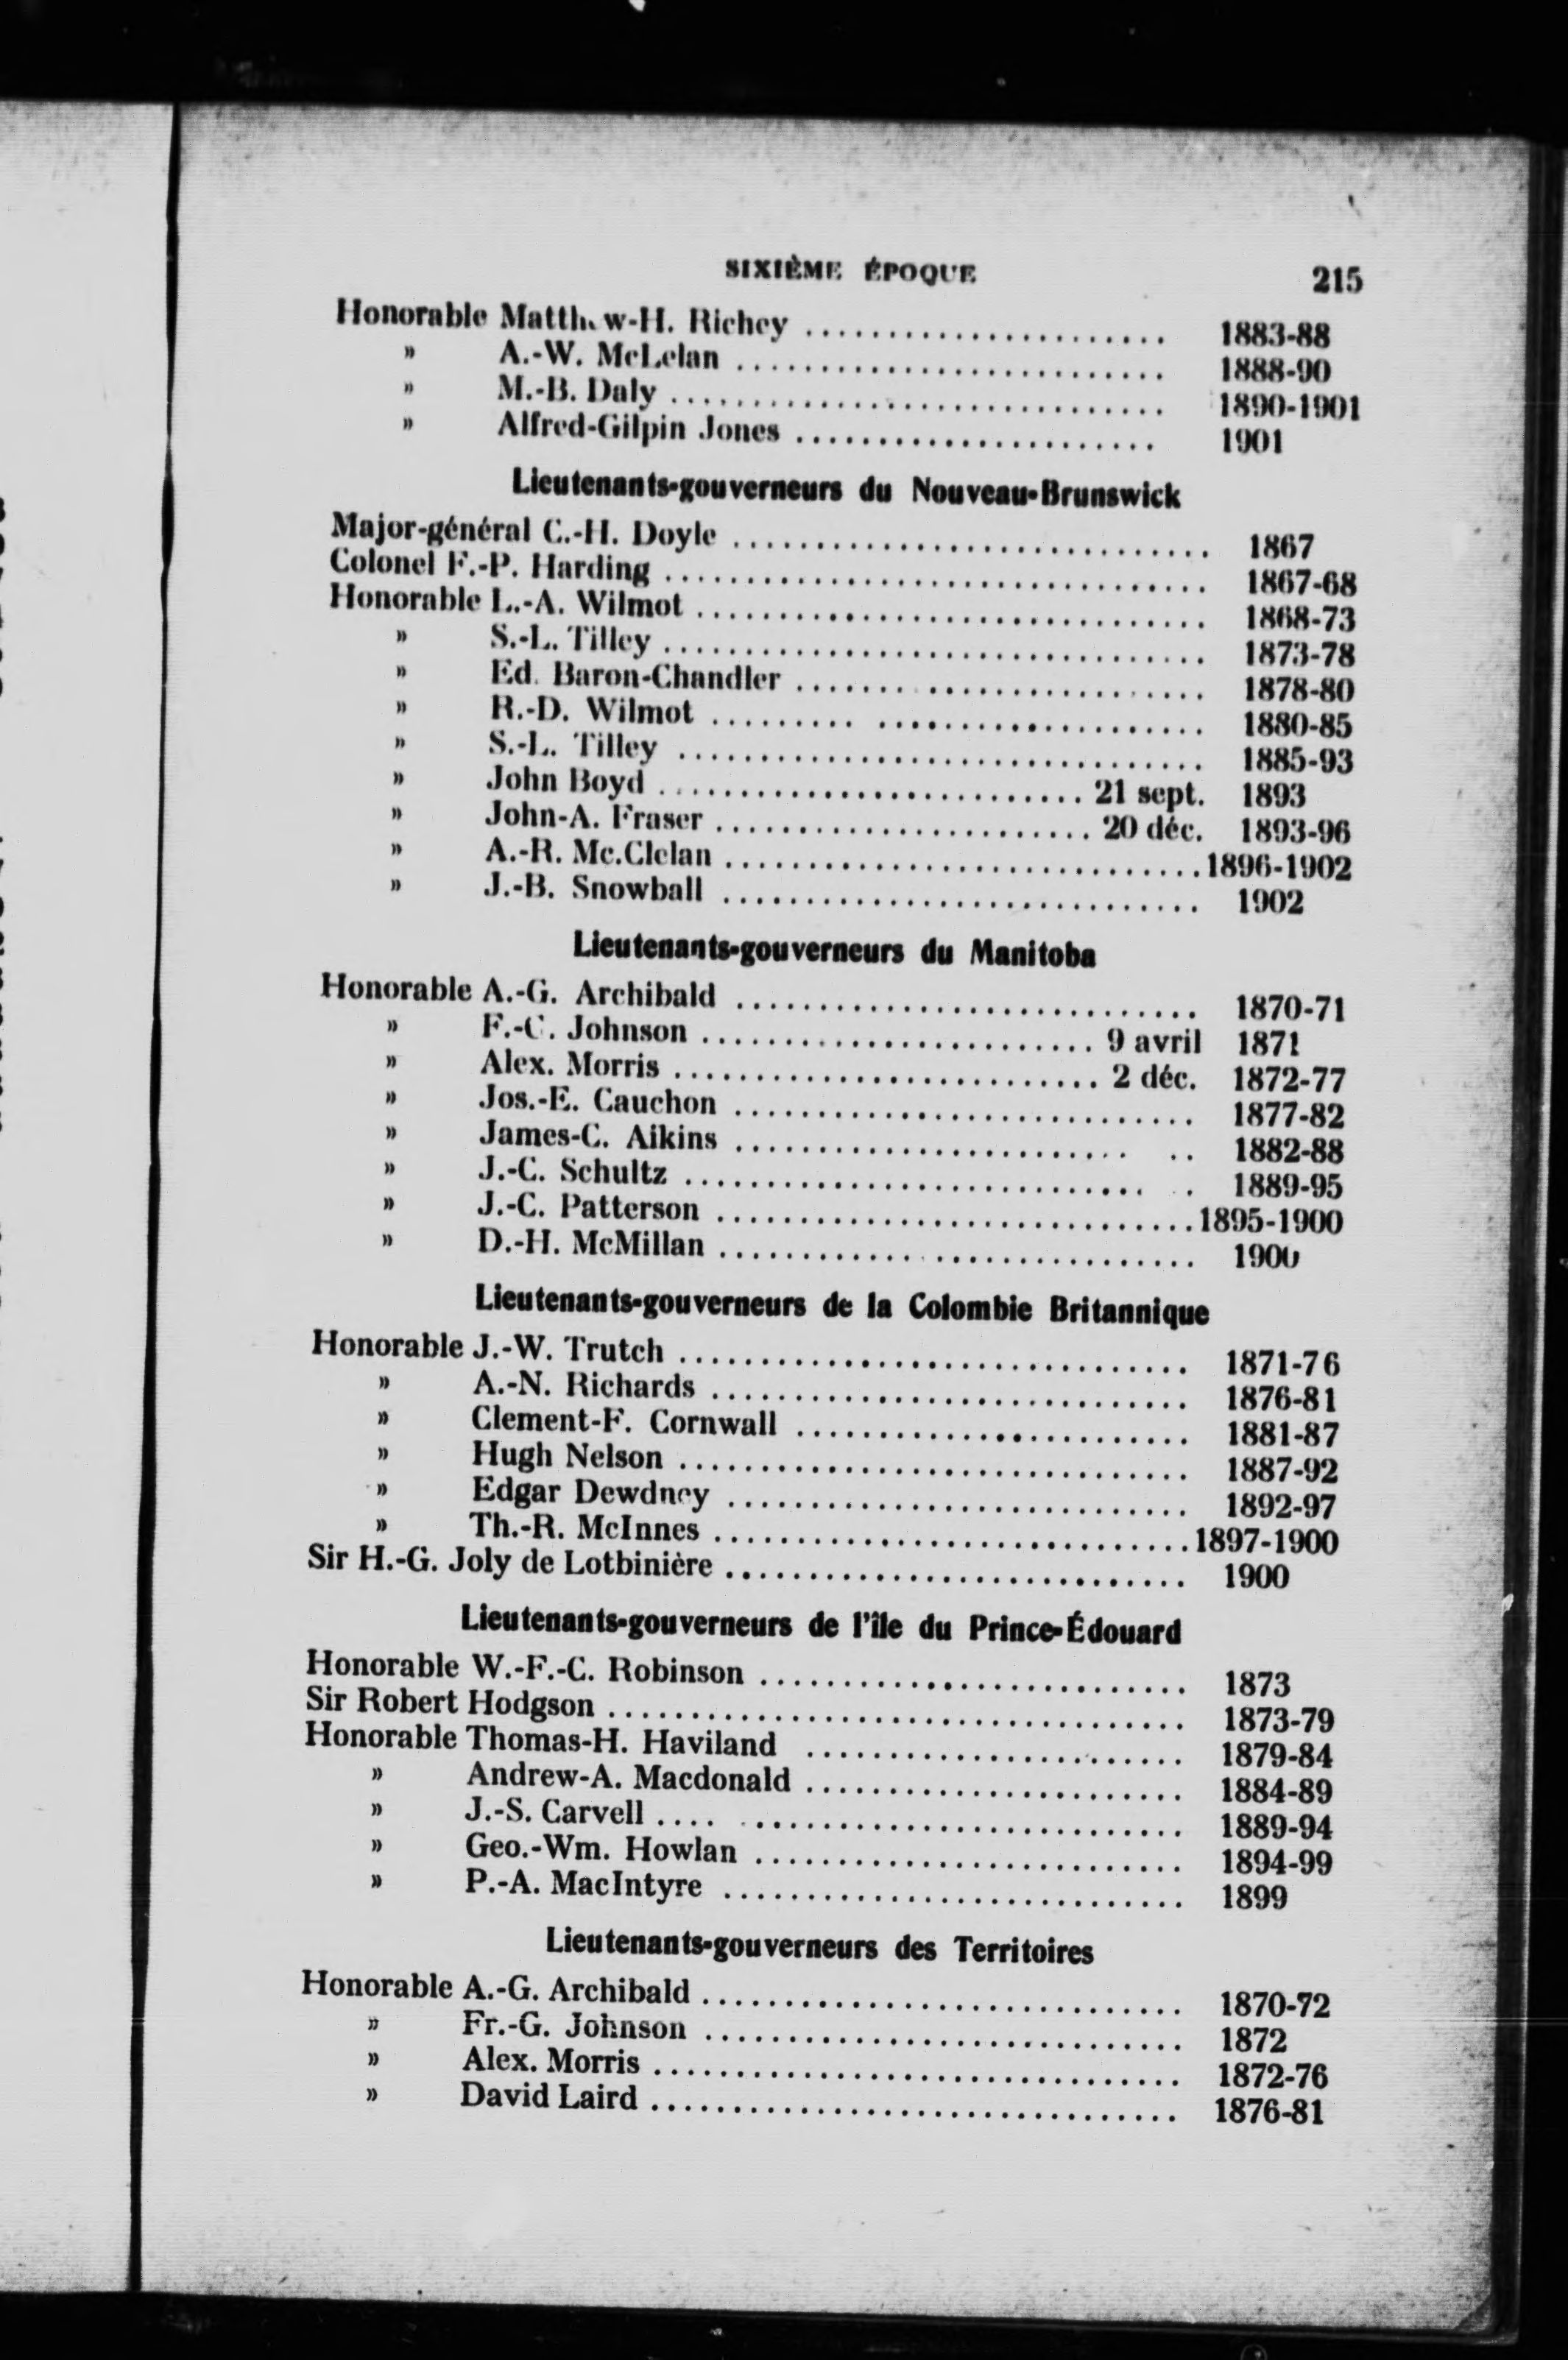 SIXIÈME ÉPOQUE 215
Honorable Matthew-H. Richey ........................ 1883-88
» A.-W. McLelan ........................ 1888-90
» M.-B. Daly ........................ 1890-1901
» Alfred-Gilpin Jones ........................ 1901
Lieutenants-gouverneurs du Nouveau-Brunswick
Major-général C.-H. Doyle ........................ 1867
Colonel F.-P. Harding ........................ 1867-68
Honorable L.-A. Wilmot ........................ 1868-73
» S.-L. Tilley ........................ 1873-78
» Ed. Baron-Chandler ........................ 1878-80
» R.-D. Wilmot ........................ 1880-85
» S.-L. Tilley ........................ 1885-93
» John Boyd ........................ 21 sept. 1893
» John-A. Fraser ........................ 20 déc. 1893-96
» A.-R. Mc.Clelan ........................ 1896-1902
» J.-B. Snowball ........................ 1902
Lieutenants-gouverneurs du Manitoba
Honorable A.-G. Archibald ........................ 1870-71
» F.-C. Johnson ........................ 9 avril 1871
» Alex. Morris ........................ 2 déc. 1872-77
» Jos.-E. Cauchon ........................ 1877-82
» James-C. Aikins ........................ 1882-88
» J.-C. Schultz ........................ 1889-95
» J.-C. Patterson ........................ 1895-1900
» D.-H. McMillan ........................ 1900
Lieutenants-gouverneurs de la Colombie Britannique
Honorable J.-W. Trutch ........................ 1871-76
» A.-N. Richards ........................ 1876-81
» Clement-F. Cornwall ........................ 1881-87
» Hugh Nelson ........................ 1887-92
» Edgar Dewdney ........................ 1892-97
» Th.-R. McInnes ........................ 1897-1900
Sir H.-G. Joly de Lotbinière ........................ 1900
Lieutenants-gouverneurs de l'île du Prince-Édouard
Honorable W.-F.-C. Robinson ........................ 1873
Sir Robert Hodgson ........................ 1873-79
Honorable Thomas-H. Haviland ........................ 1879-84
» Andrew-A. Macdonald ........................ 1884-89
» J.-S. Carvell ........................ 1889-94
» Geo.-Wm. Howlan ........................ 1894-99
» P.-A. MacIntyre ........................ 1899
Lieutenants-gouverneurs des Territoires
Honorable A.-G. Archibald ........................ 1870-72
» Fr.-G. Johnson ........................ 1872
» Alex. Morris ........................ 1872-76
» David Laird ........................ 1876-81